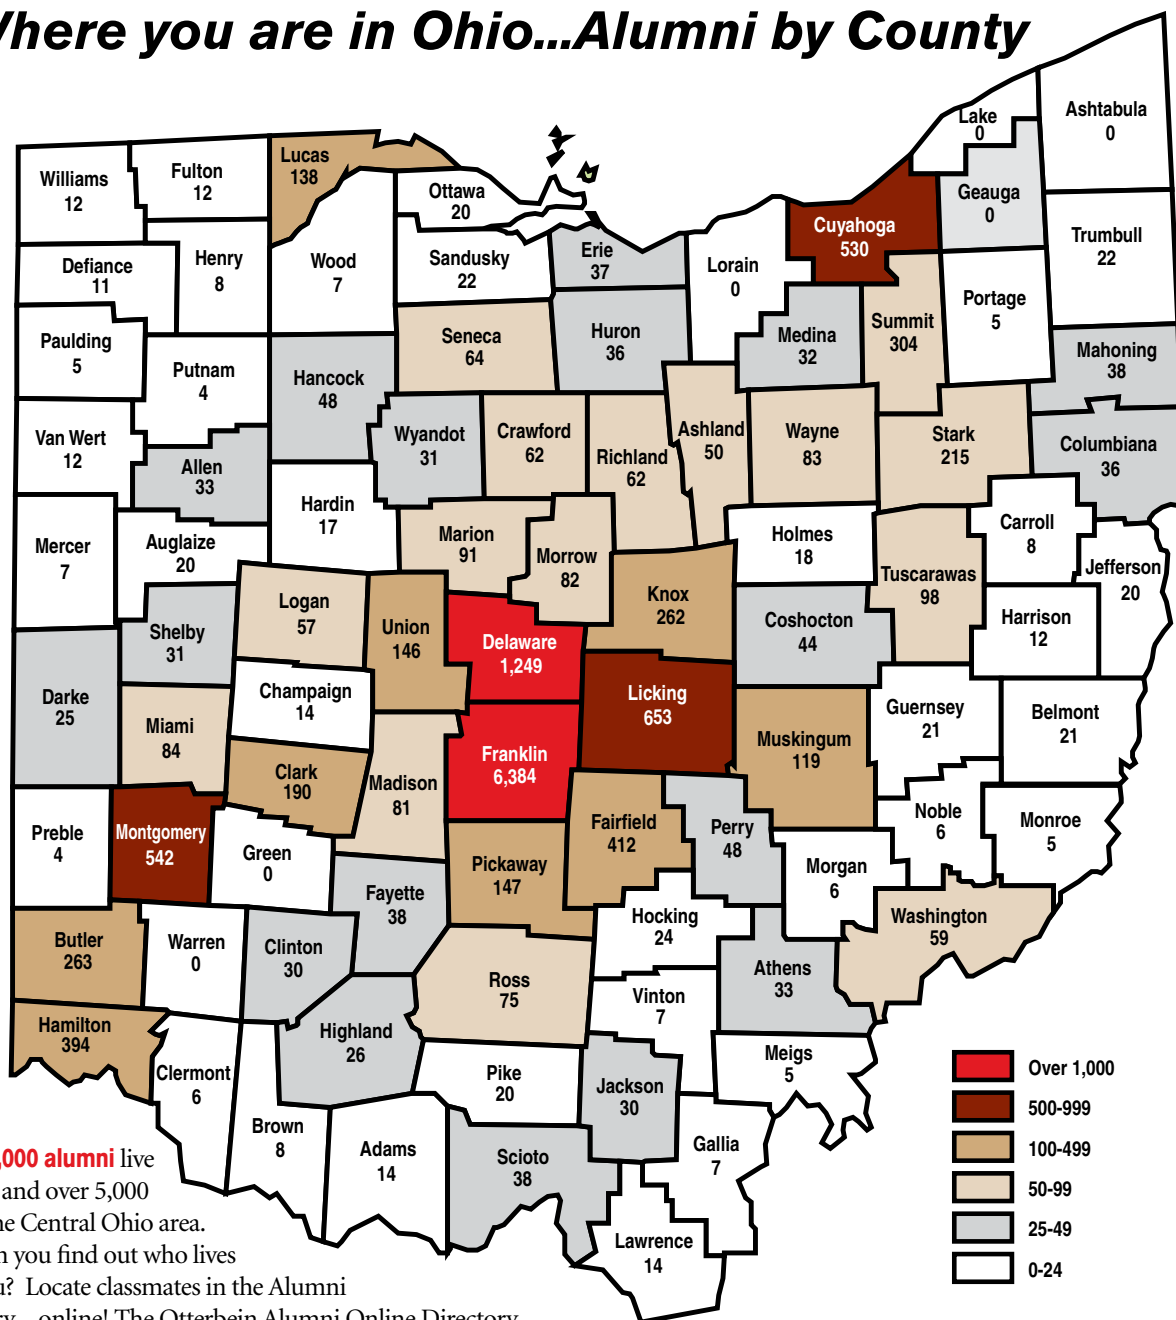 Where you are in Ohio...Alumni by County
Lake
0
Ashtabula
0
Williams
12
Fulton
12
Lucas
138
Ottawa
20
Geauga
0
Cuyahoga
530
Trumbull
22
Defiance
11
Henry
8
Wood
7
Sandusky
22
Erie
37
Lorain
0
Portage
5
Paulding
5
Putnam
4
Hancock
48
Seneca
64
Huron
36
Medina
32
Summit
304
Mahoning
38
Van Wert
12
Allen
33
Wyandot
31
Crawford
62
Richland
62
Ashland
50
Wayne
83
Stark
215
Columbiana
36
Mercer
7
Auglaize
20
Hardin
17
Marion
91
Morrow
82
Holmes
18
Carroll
8
Jefferson
20
Tuscarawas
98
Knox
262
Logan
57
Union
146
Delaware
1,249
Coshocton
44
Harrison
12
Shelby
31
Darke
25
Champaign
14
Licking
653
Guernsey
21
Belmont
21
Miami
84
Clark
190
Madison
81
Franklin
6,384
Muskingum
119
Noble
6
Monroe
5
Preble
4
Montgomery
542
Green
0
Fairfield
412
Perry
48
Morgan
6
Pickaway
147
Fayette
38
Hocking
24
Washington
59
Butler
263
Warren
0
Clinton
30
Ross
75
Athens
33
Vinton
7
Hamilton
394
Highland
26
Clermont
6
Pike
20
Jackson
30
Meigs
5
Brown
8
Adams
14
Scioto
38
Gallia
7
Lawrence
14
Over 1,000
500-999
100-499
50-99
25-49
0-24
,000 alumni live
and over 5,000
Central Ohio area.
you find out who lives
Locate classmates in the Alumni
online! The Otterbein Alumni Online Directory